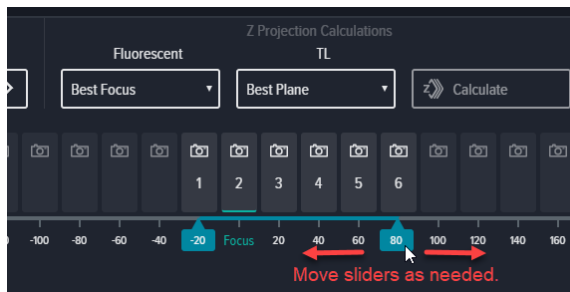 Z Projection Calculations
Fluorescent TL
Best Focus Best Plane Z Calculate
1 2 3 4 5 6
-100 -80 -60 -40 -20 Focus 20 40 60 80 100 120 140 160
Move sliders as needed.